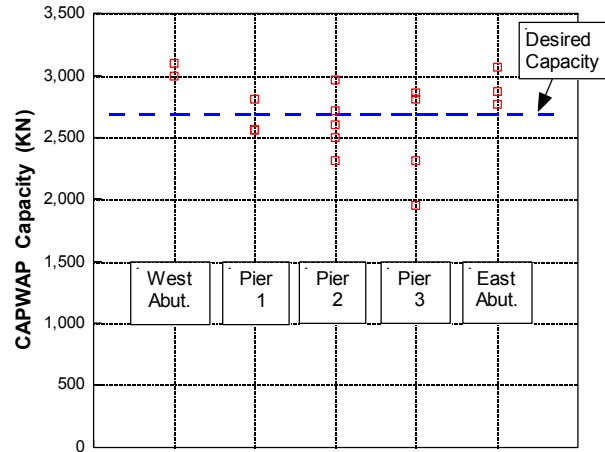 3,500
3,000
2,500
2,000
1,500
1,000
500
0
CAPWAP Capacity (KN)
Desired
Capacity
West
Abut.
Pier
1
Pier
2
Pier
3
East
Abut.